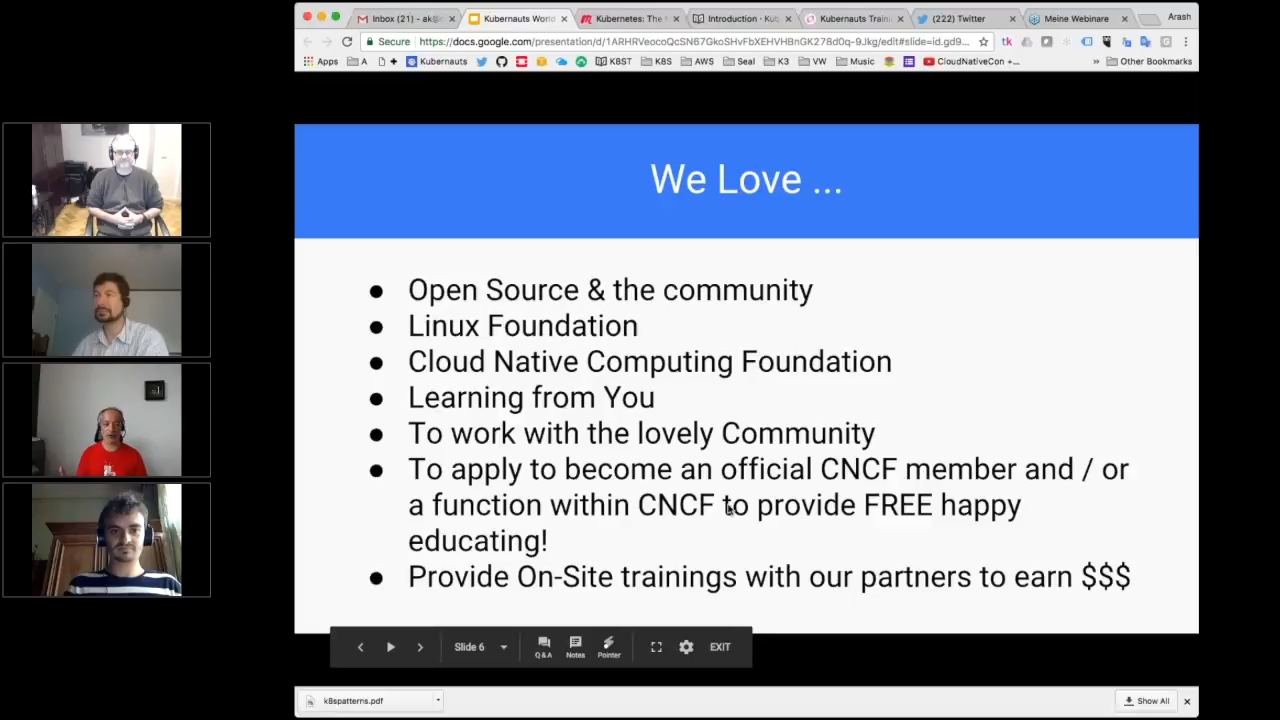 Inbox (21) - ak@
Kubernauts World
Kubernetes: The
Introduction · Kub
Kubernauts Traini
(222) Twitter
Meine Webinare
Arash
Secure
https://docs.google.com/presentation/d/1ARHRVeocoQcSN67GkoSHvFbXEHVHBnGK278d0q-9Jkg/edit#slide=id.gd9...
Apps
A
Kubernauts
K8ST
K8S
AWS
Seal
K3
VW
Music
CloudNativeCon +...
»
Other Bookmarks
We Love ...
● Open Source & the community
● Linux Foundation
● Cloud Native Computing Foundation
● Learning from You
● To work with the lovely Community
● To apply to become an official CNCF member and / or
a function within CNCF to provide FREE happy
educating!
● Provide On-Site trainings with our partners to earn $$$
Slide 6
Q&A
Notes
Pointer
EXIT
k8spatterns.pdf
Show All